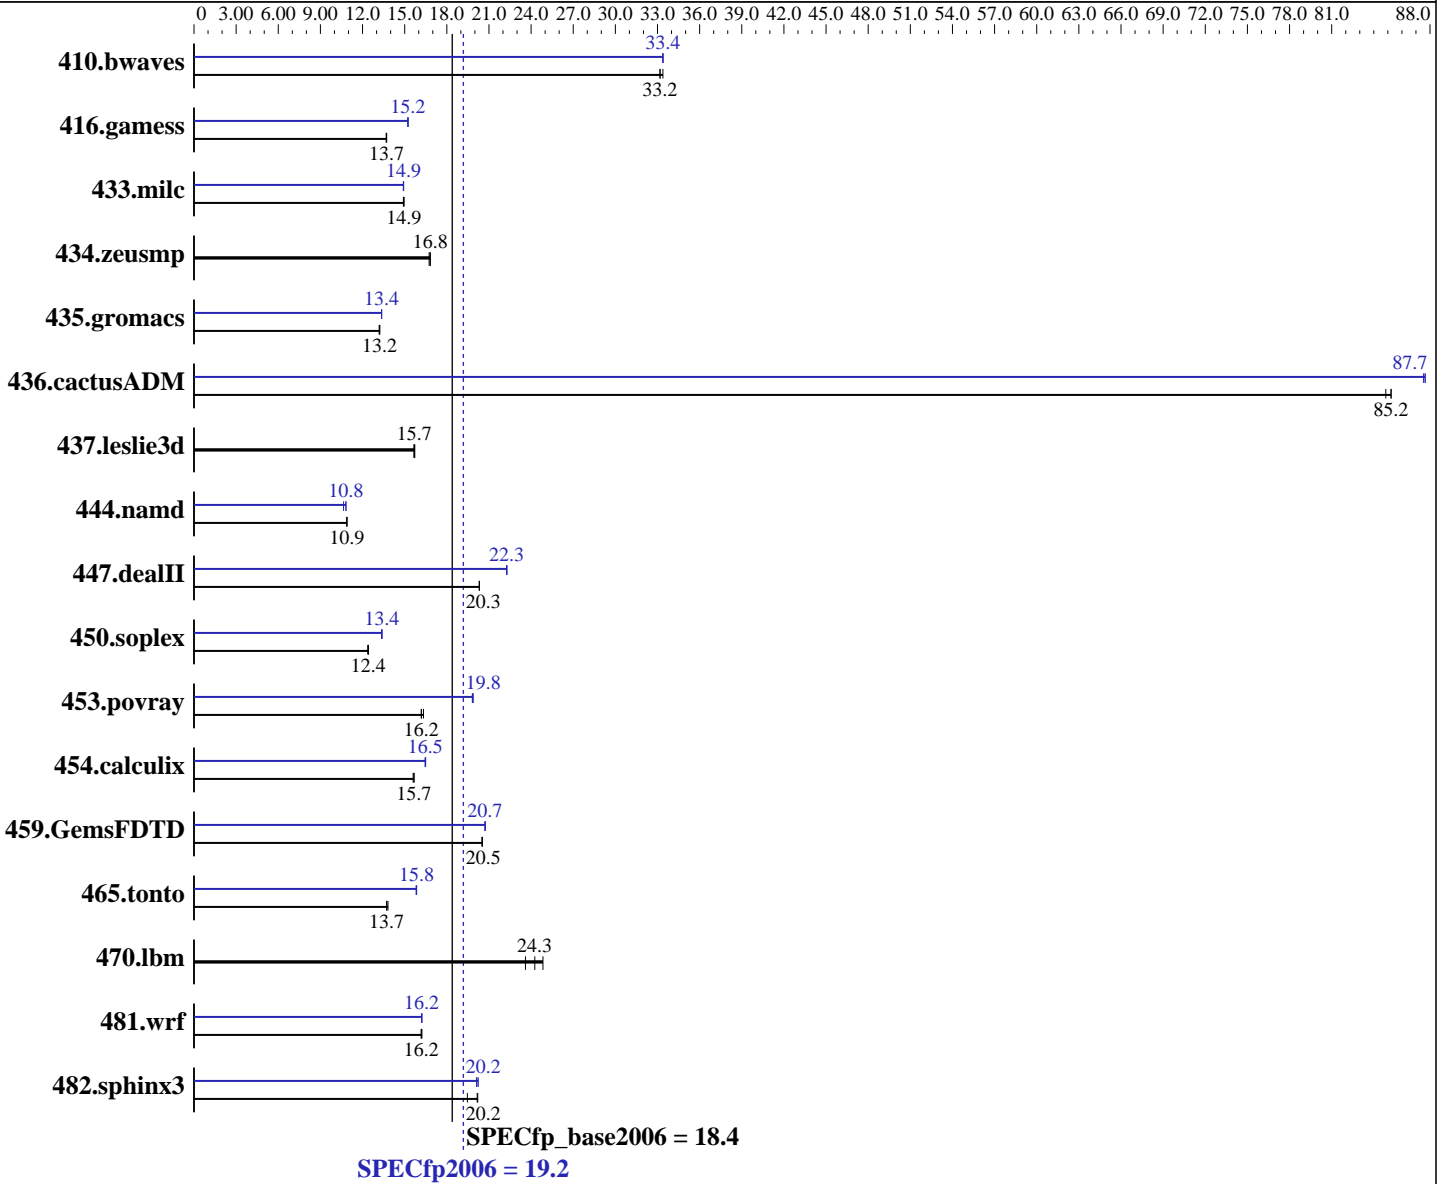 0 3.00 6.00 9.00 12.0 15.0 18.0 21.0 24.0 27.0 30.0 33.0 36.0 39.0 42.0 45.0 48.0 51.0 54.0 57.0 60.0 63.0 66.0 69.0 72.0 75.0 78.0 81.0 88.0
33.4
410.bwaves
33.2
15.2
416.gamess
13.7
14.9
433.milc
14.9
16.8
434.zeusmp
13.4
435.gromacs
13.2
87.7
436.cactusADM
85.2
15.7
437.leslie3d
10.8
444.namd
10.9
22.3
447.dealII
20.3
13.4
450.soplex
12.4
19.8
453.povray
16.2
16.5
454.calculix
15.7
20.7
459.GemsFDTD
20.5
15.8
465.tonto
13.7
24.3
470.lbm
16.2
481.wrf
16.2
20.2
482.sphinx3
20.2
SPECfp_base2006 = 18.4
SPECfp2006 = 19.2